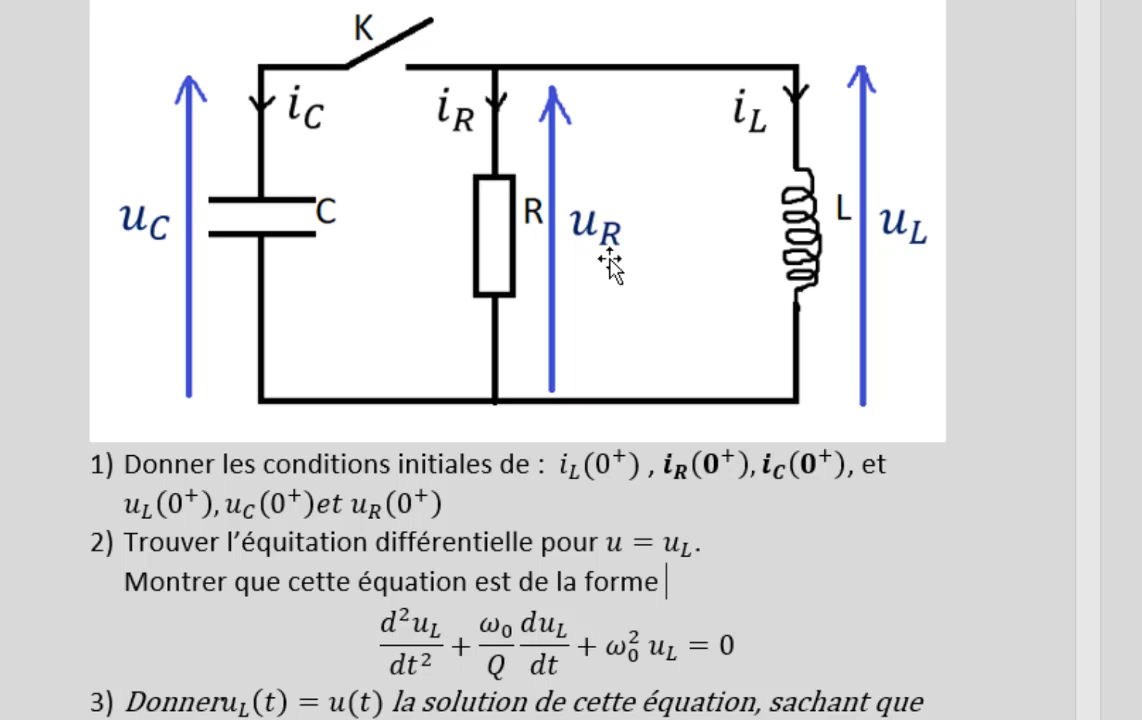 K
i_C i_R i_L
u_C C R u_R L u_L
1) Donner les conditions initiales de : i_L(0⁺) , i_R(0⁺), i_C(0⁺), et
u_L(0⁺), u_C(0⁺)et u_R(0⁺)
2) Trouver l’équitation différentielle pour u = u_L.
Montrer que cette équation est de la forme
d²u_L/dt² + ω₀/Q du_L/dt + ω₀² u_L = 0
3) Donneru_L(t) = u(t) la solution de cette équation, sachant que